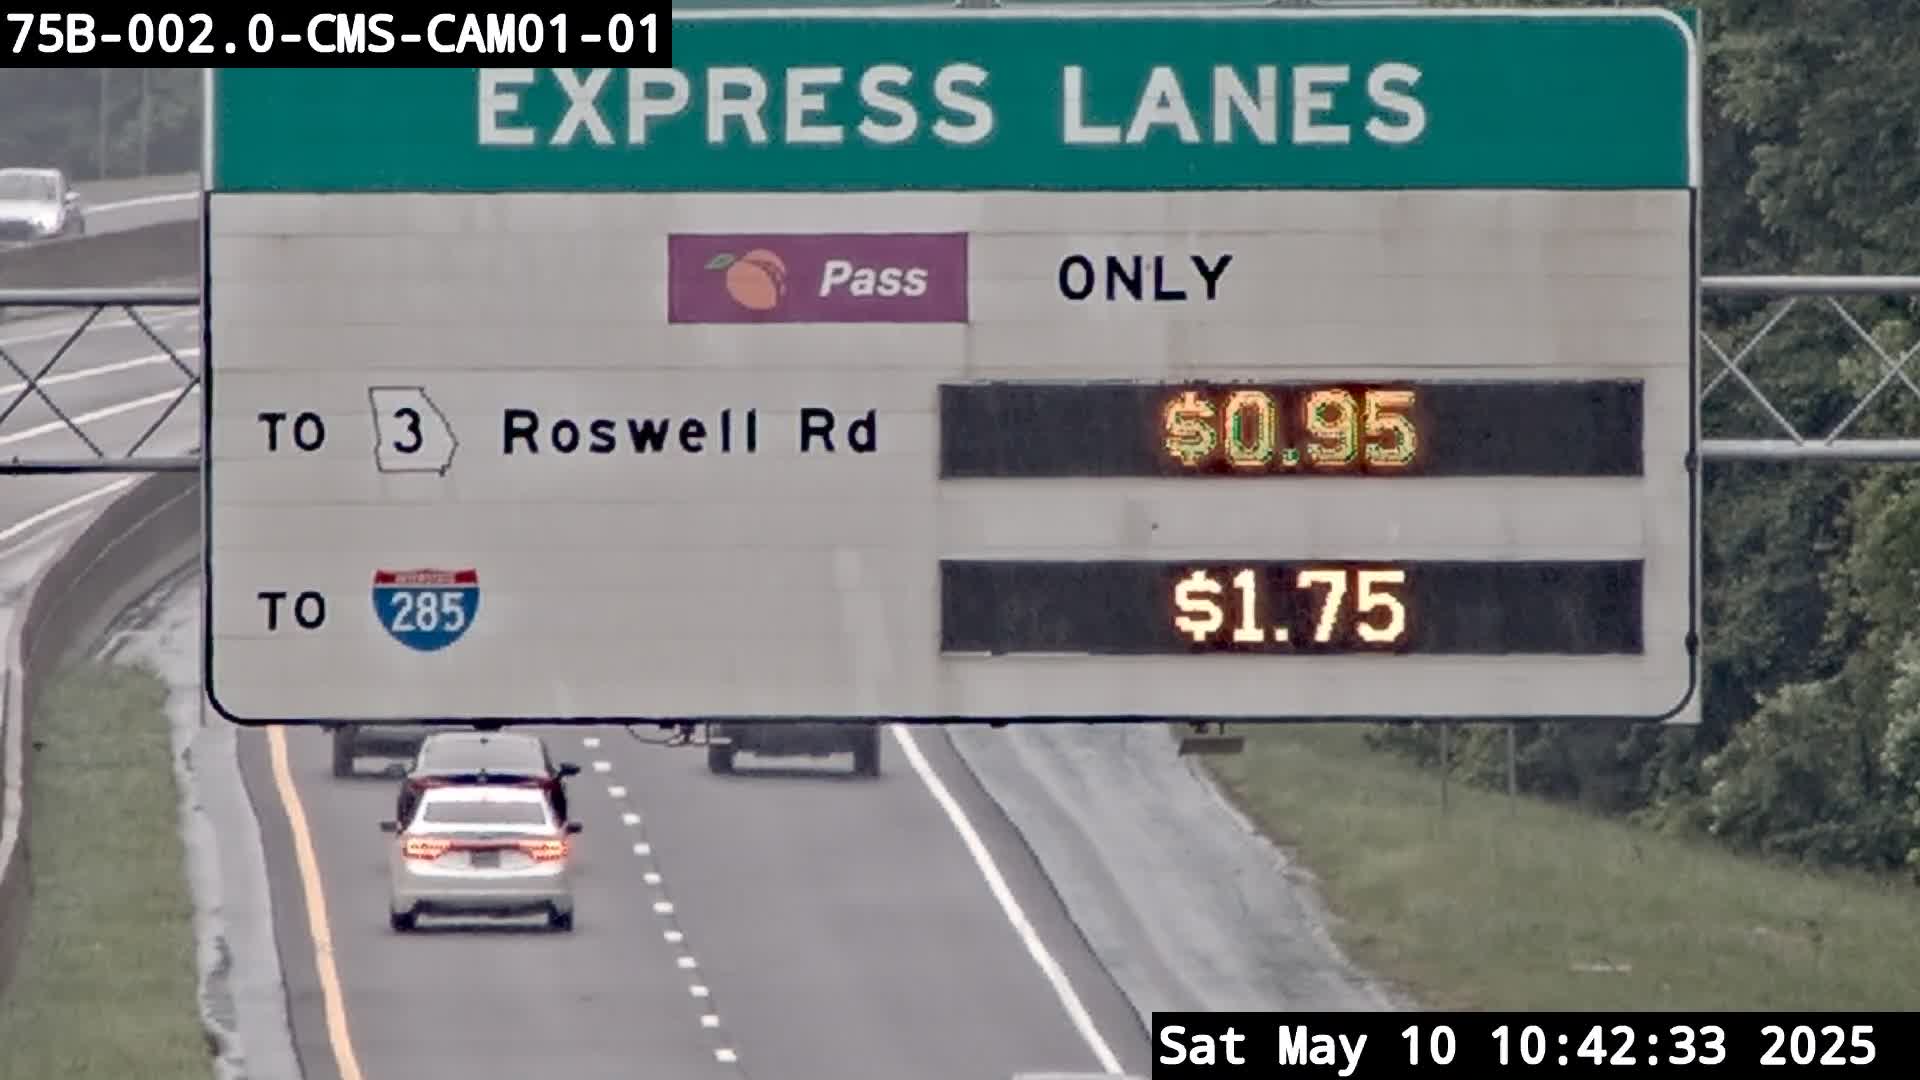 75B-002.0-CMS-CAM01-01
EXPRESS LANES
Pass ONLY
TO 3 Roswell Rd $0.95
TO 285 $1.75
Sat May 10 10:42:33 2025